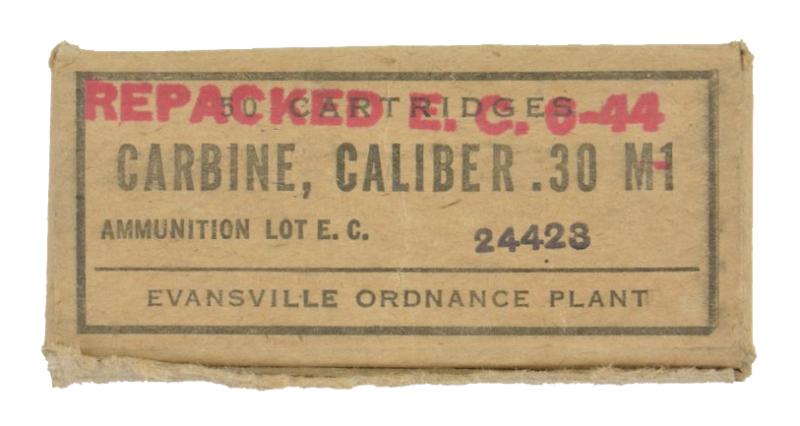 REPACKED E. C. 6-44
50 CARTRIDGES
CARBINE, CALIBER .30 M1
AMMUNITION LOT E. C. 24423
EVANSVILLE ORDNANCE PLANT